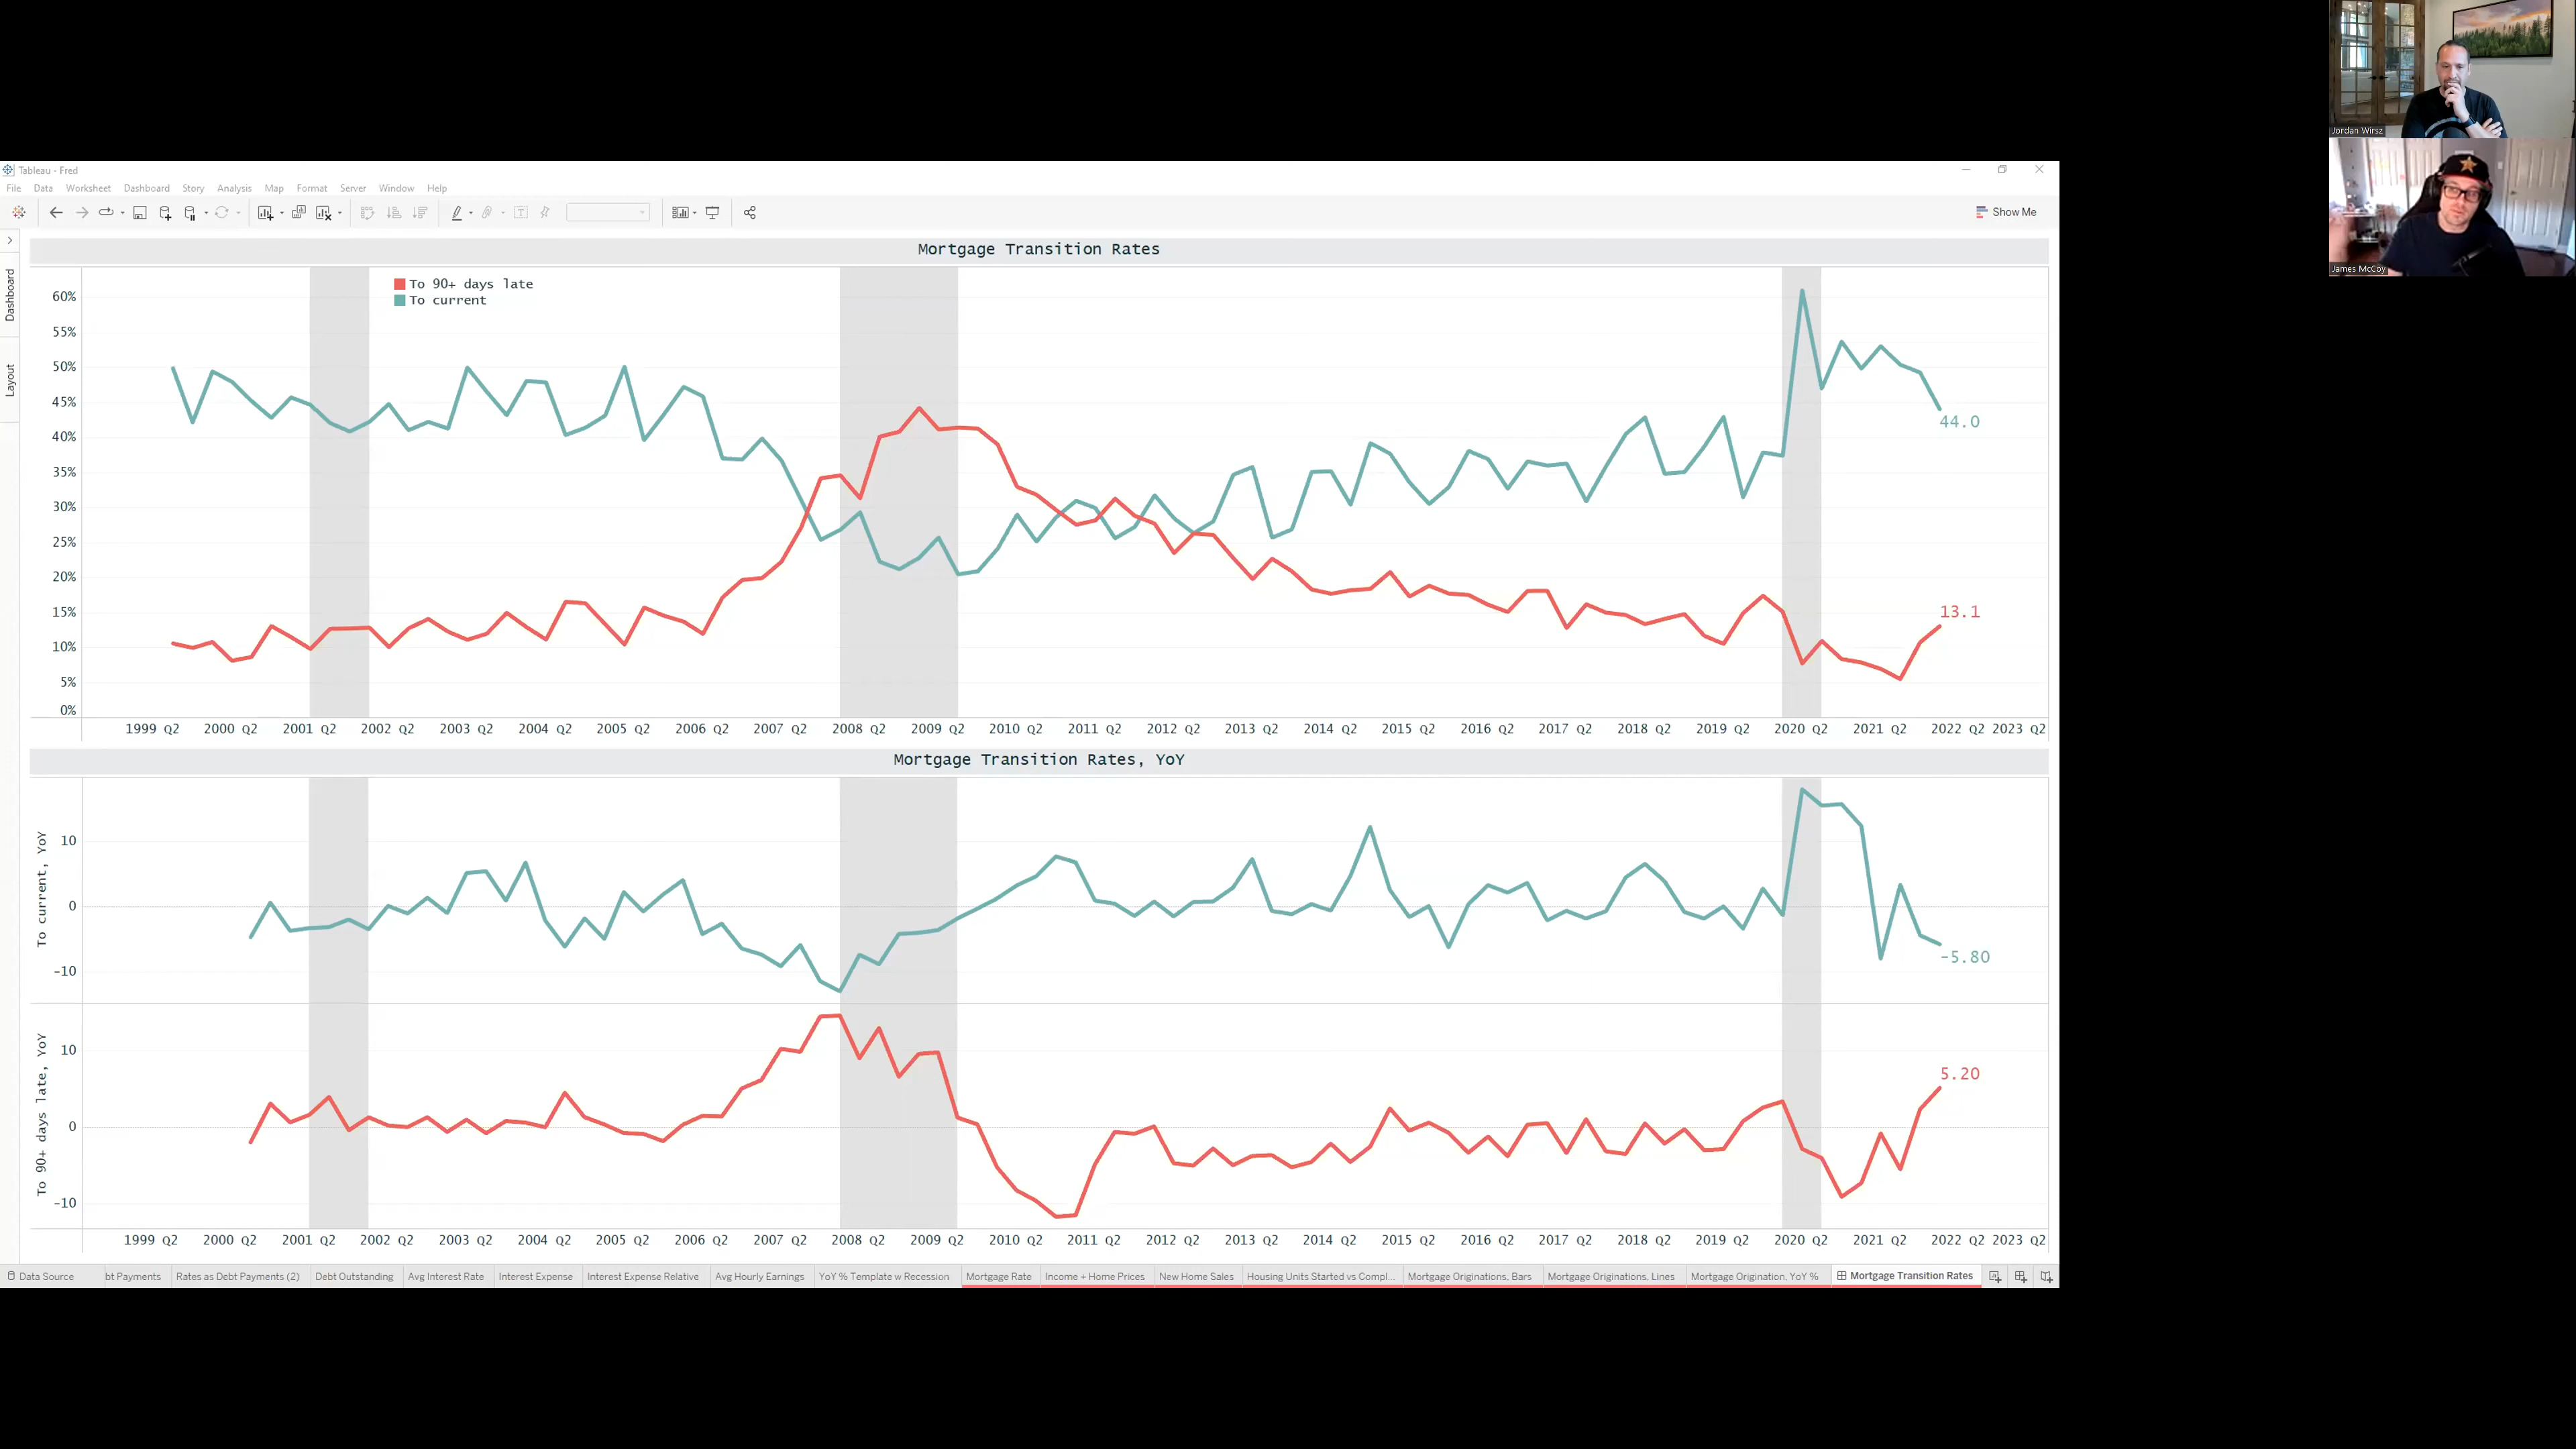 Jordan Wirsz
James McCoy
Tableau - Fred
File Data Worksheet Dashboard Story Analysis Map Format Server Window Help
Show Me
Dashboard
Layout
Mortgage Transition Rates
To 90+ days late
To current
60%
55%
50%
45%
40%
35%
30%
25%
20%
15%
10%
5%
0%
44.0
13.1
1999 Q2 2000 Q2 2001 Q2 2002 Q2 2003 Q2 2004 Q2 2005 Q2 2006 Q2 2007 Q2 2008 Q2 2009 Q2 2010 Q2 2011 Q2 2012 Q2 2013 Q2 2014 Q2 2015 Q2 2016 Q2 2017 Q2 2018 Q2 2019 Q2 2020 Q2 2021 Q2 2022 Q2 2023 Q2
Mortgage Transition Rates, YoY
To current, YoY
10
0
-10
-5.80
To 90+ days late, YoY
10
0
-10
5.20
1999 Q2 2000 Q2 2001 Q2 2002 Q2 2003 Q2 2004 Q2 2005 Q2 2006 Q2 2007 Q2 2008 Q2 2009 Q2 2010 Q2 2011 Q2 2012 Q2 2013 Q2 2014 Q2 2015 Q2 2016 Q2 2017 Q2 2018 Q2 2019 Q2 2020 Q2 2021 Q2 2022 Q2 2023 Q2
Data Source bt Payments Rates as Debt Payments (2) Debt Outstanding Avg Interest Rate Interest Expense Interest Expense Relative Avg Hourly Earnings YoY % Template w Recession Mortgage Rate Income + Home Prices New Home Sales Housing Units Started vs Compl... Mortgage Originations, Bars Mortgage Originations, Lines Mortgage Origination, YoY % Mortgage Transition Rates